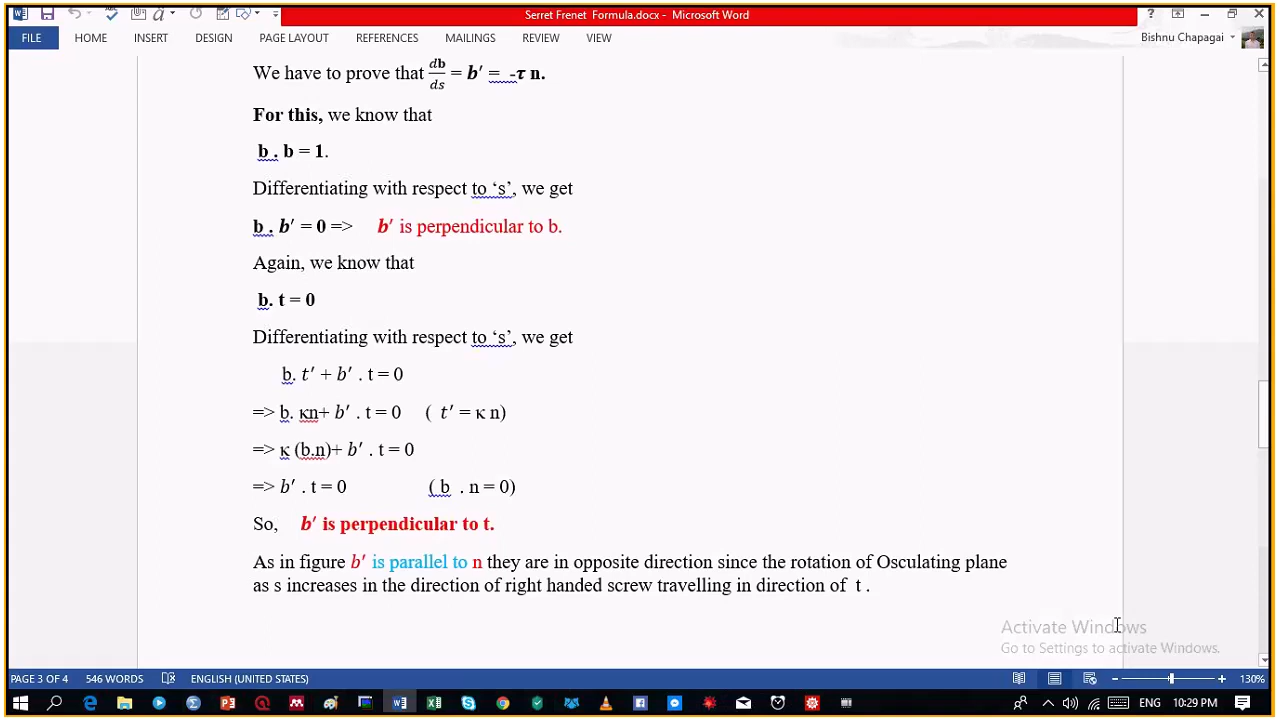 Serret Frenet Formula.docx - Microsoft Word
FILE HOME INSERT DESIGN PAGE LAYOUT REFERENCES MAILINGS REVIEW VIEW Bishnu Chapagai
We have to prove that d𝐛/ds = 𝒃′ = -𝝉 n.
For this, we know that
b . b = 1.
Differentiating with respect to ‘s’, we get
b . 𝒃′ = 0 => 𝒃′ is perpendicular to b.
Again, we know that
b. t = 0
Differentiating with respect to ‘s’, we get
b. t′ + b′ . t = 0
=> b. κn+ b′ . t = 0 ( t′ = κ n)
=> κ (b.n)+ b′ . t = 0
=> b′ . t = 0 ( b . n = 0)
So, 𝒃′ is perpendicular to t.
As in figure b′ is parallel to n they are in opposite direction since the rotation of Osculating plane
as s increases in the direction of right handed screw travelling in direction of t .
Activate Windows
Go to Settings to activate Windows.
PAGE 3 OF 4 546 WORDS ENGLISH (UNITED STATES) 130%
ENG 10:29 PM